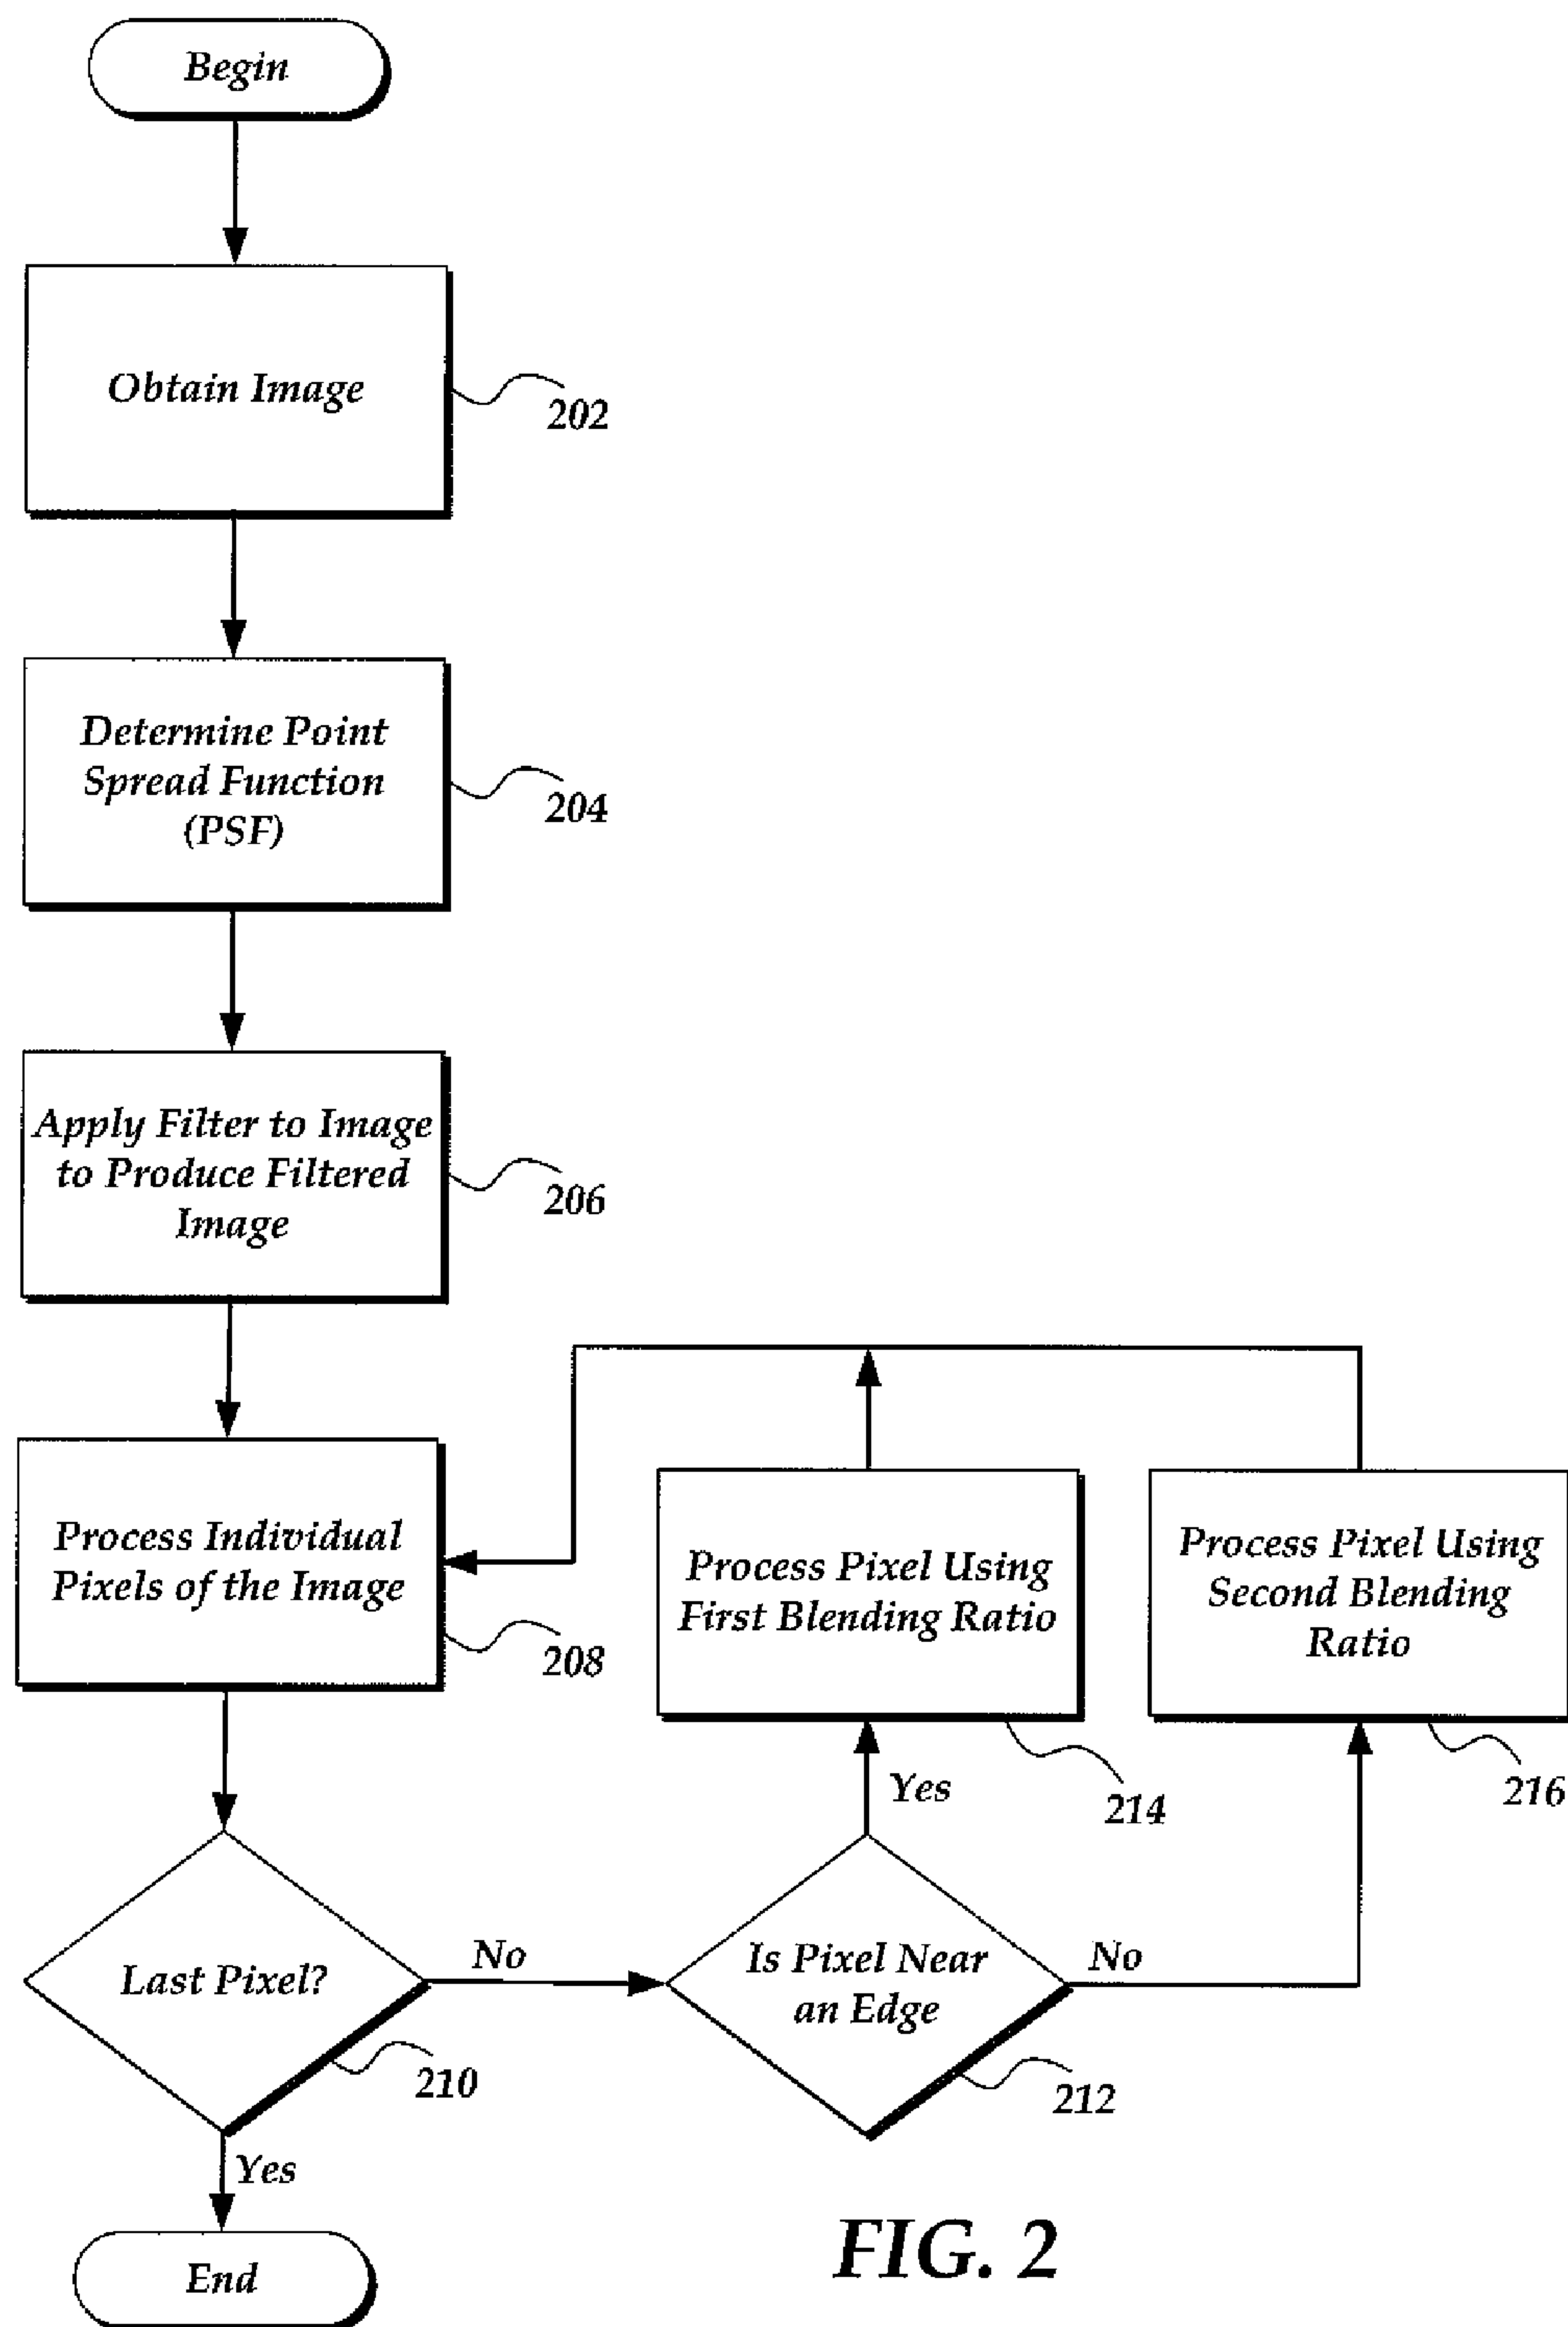 Begin
Obtain Image
202
Determine Point
Spread Function
(PSF)
204
Apply Filter to Image
to Produce Filtered
Image
206
Process Individual
Pixels of the Image
208
Process Pixel Using
First Blending Ratio
214
Process Pixel Using
Second Blending
Ratio
216
Last Pixel?
210
No
Yes
Is Pixel Near
an Edge
212
Yes
No
End
FIG. 2